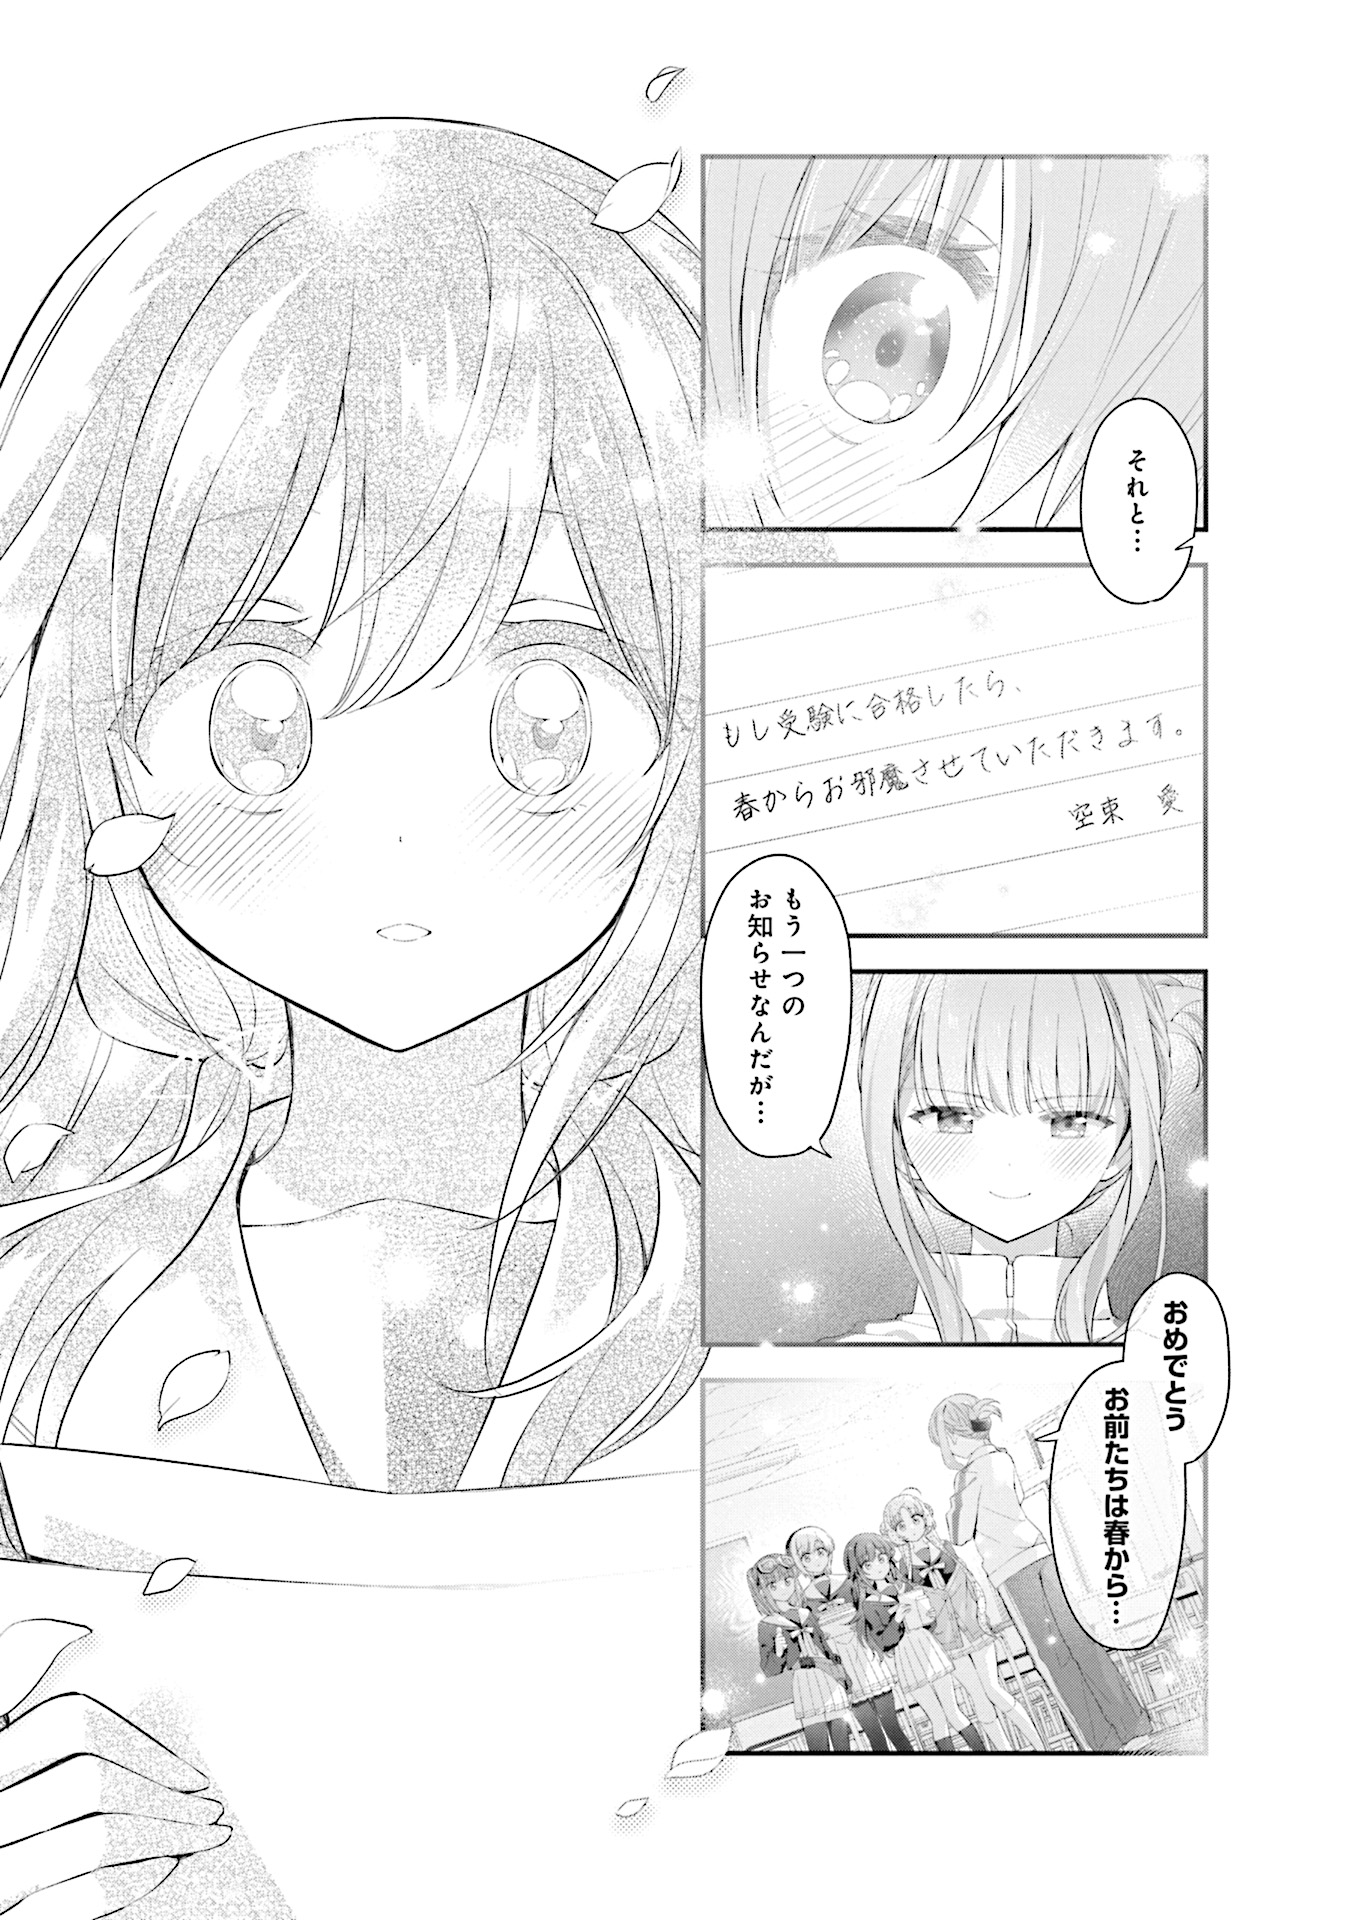 それと…
もし受験に合格したら、
春からお邪魔させていただきます。
空東 愛
もう一つの
お知らせなんだが…
おめでとう
お前たちは春から…